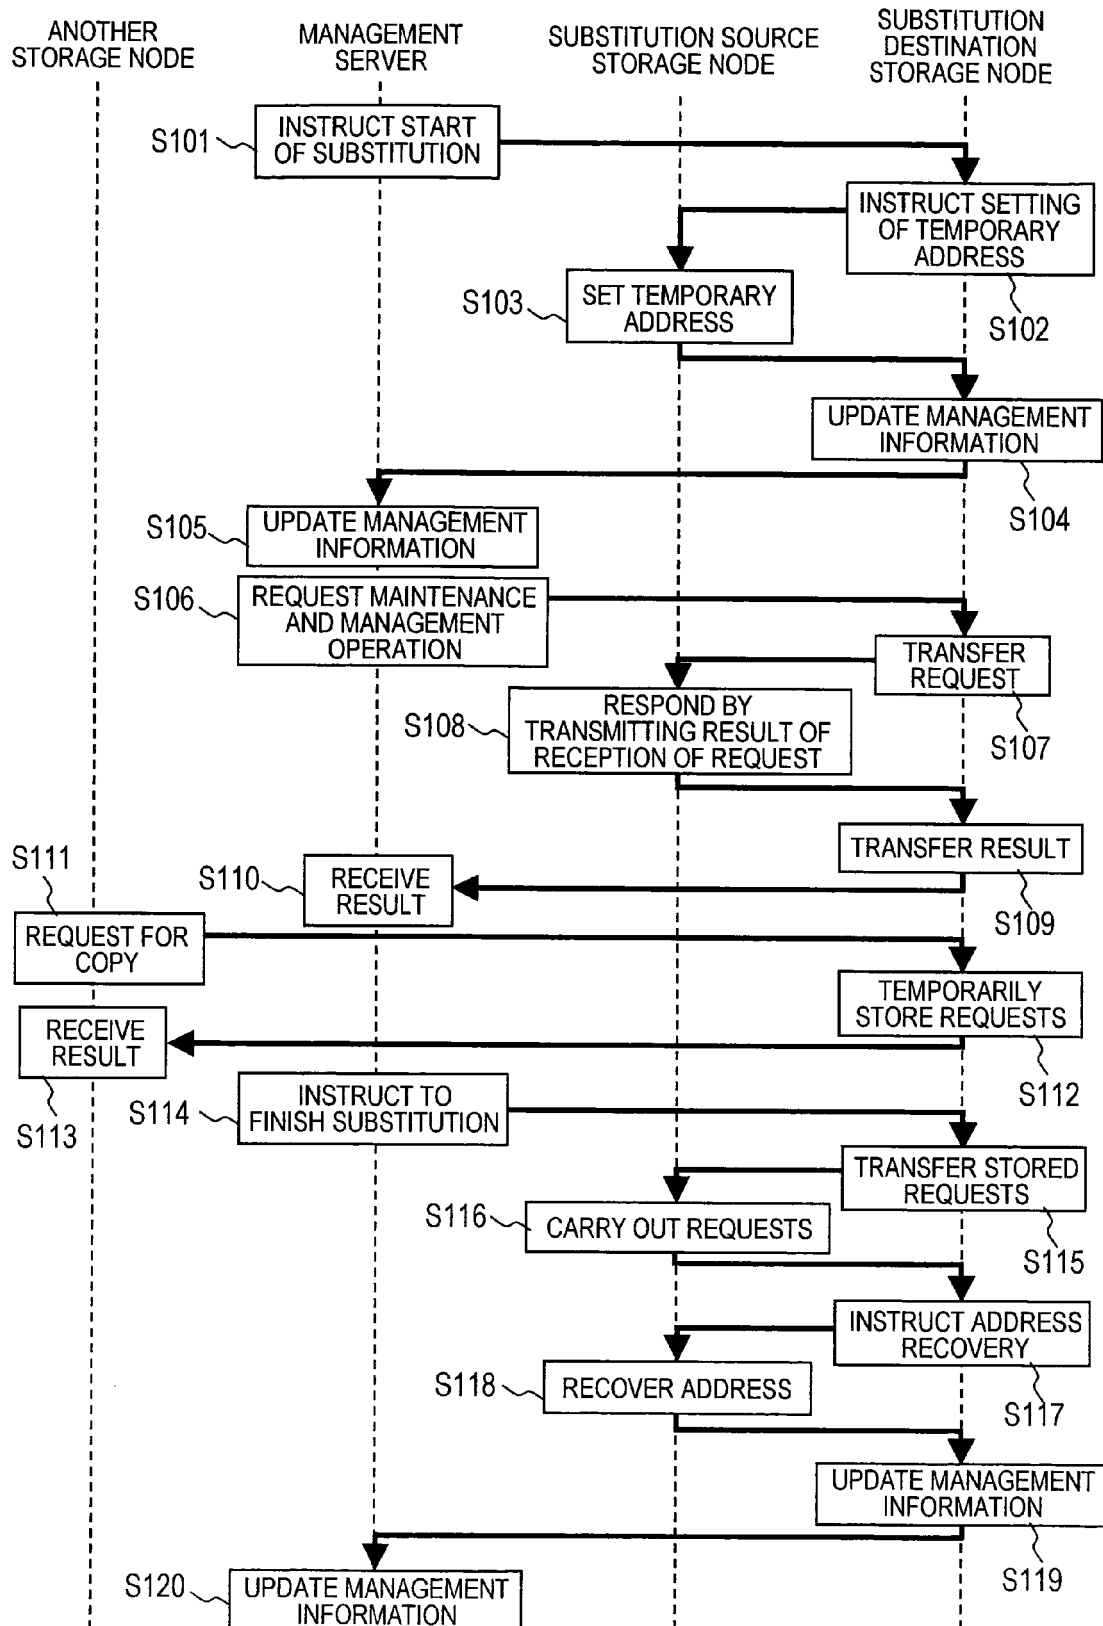 ANOTHER
STORAGE NODE
MANAGEMENT
SERVER
SUBSTITUTION SOURCE
STORAGE NODE
SUBSTITUTION
DESTINATION
STORAGE NODE
S101
INSTRUCT START
OF SUBSTITUTION
INSTRUCT SETTING
OF TEMPORARY
ADDRESS
S102
S103
SET TEMPORARY
ADDRESS
UPDATE MANAGEMENT
INFORMATION
S104
S105
UPDATE MANAGEMENT
INFORMATION
S106
REQUEST MAINTENANCE
AND MANAGEMENT
OPERATION
TRANSFER
REQUEST
S107
S108
RESPOND BY
TRANSMITTING RESULT OF
RECEPTION OF REQUEST
TRANSFER RESULT
S109
S110
RECEIVE
RESULT
S111
REQUEST FOR
COPY
TEMPORARILY
STORE REQUESTS
S112
RECEIVE
RESULT
S113
S114
INSTRUCT TO
FINISH SUBSTITUTION
TRANSFER STORED
REQUESTS
S115
S116
CARRY OUT REQUESTS
INSTRUCT ADDRESS
RECOVERY
S117
S118
RECOVER ADDRESS
UPDATE MANAGEMENT
INFORMATION
S119
S120
UPDATE MANAGEMENT
INFORMATION